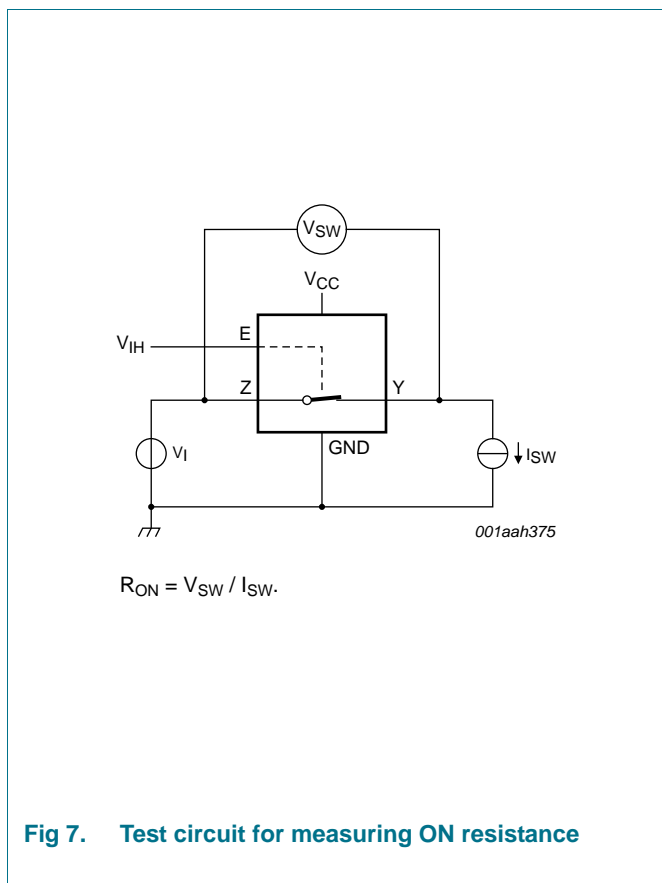 VSW
VCC
VIH
E
Z
Y
VI
GND
ISW
001aah375
RON = VSW / ISW.
Fig 7. Test circuit for measuring ON resistance